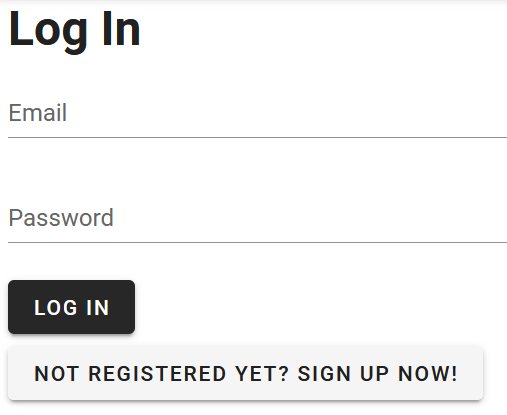 Log In
Email
Password
LOG IN
NOT REGISTERED YET? SIGN UP NOW!